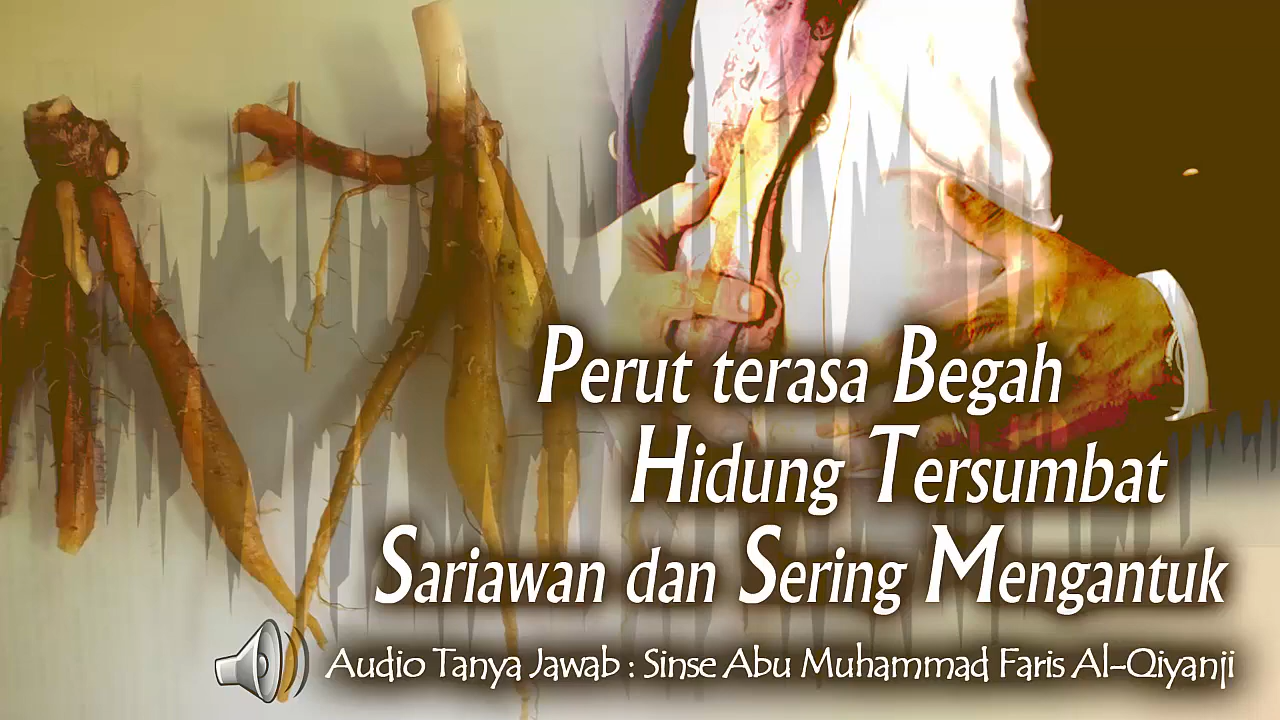 Perut terasa Begah
Hidung Tersumbat
Sariawan dan Sering Mengantuk
Audio Tanya Jawab : Sinse Abu Muhammad Faris Al-Qiyanji